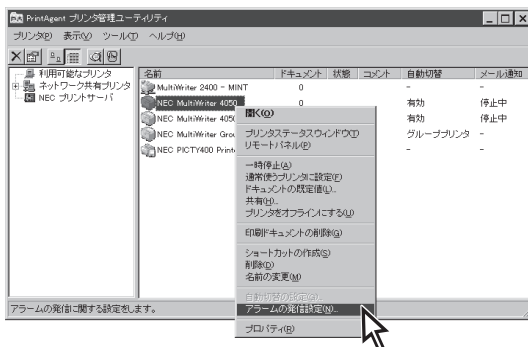 PrintAgent プリンタ管理ユーティリティ
プリンタ(P) 表示(V) ツール(T) ヘルプ(H)
利用可能なプリンタ
ネットワーク共有プリンタ
NEC プリントサーバ
名前 ドキュメント 状態 コメント 自動切替 メール通知
MultiWriter 2400 - MINT 0 - -
NEC MultiWriter 4050 0 有効 停止中
NEC MultiWriter 405 有効 停止中
NEC MultiWriter Grou グループプリンタ -
NEC PICTY400 Print - -
開く(O)
プリンタステータスウィンドウ(T)
リモートパネル(P)
一時停止(A)
通常使うプリンタに設定(F)
ドキュメントの既定値(L)...
共有(H)...
プリンタをオフラインにする(U)
印刷ドキュメントの削除(G)
ショートカットの作成(S)
削除(D)
名前の変更(M)
自動切替の設定
アラームの発信設定(N)...
プロパティ(R)
アラームの発信に関する設定をします。